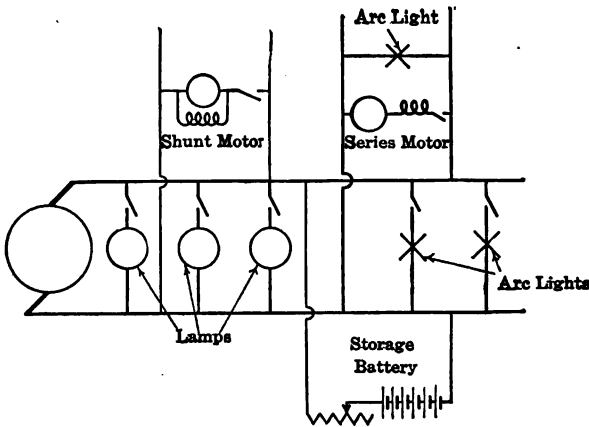 Arc Light
Shunt Motor
Series Motor
Arc Lights
Lamps
Storage
Battery